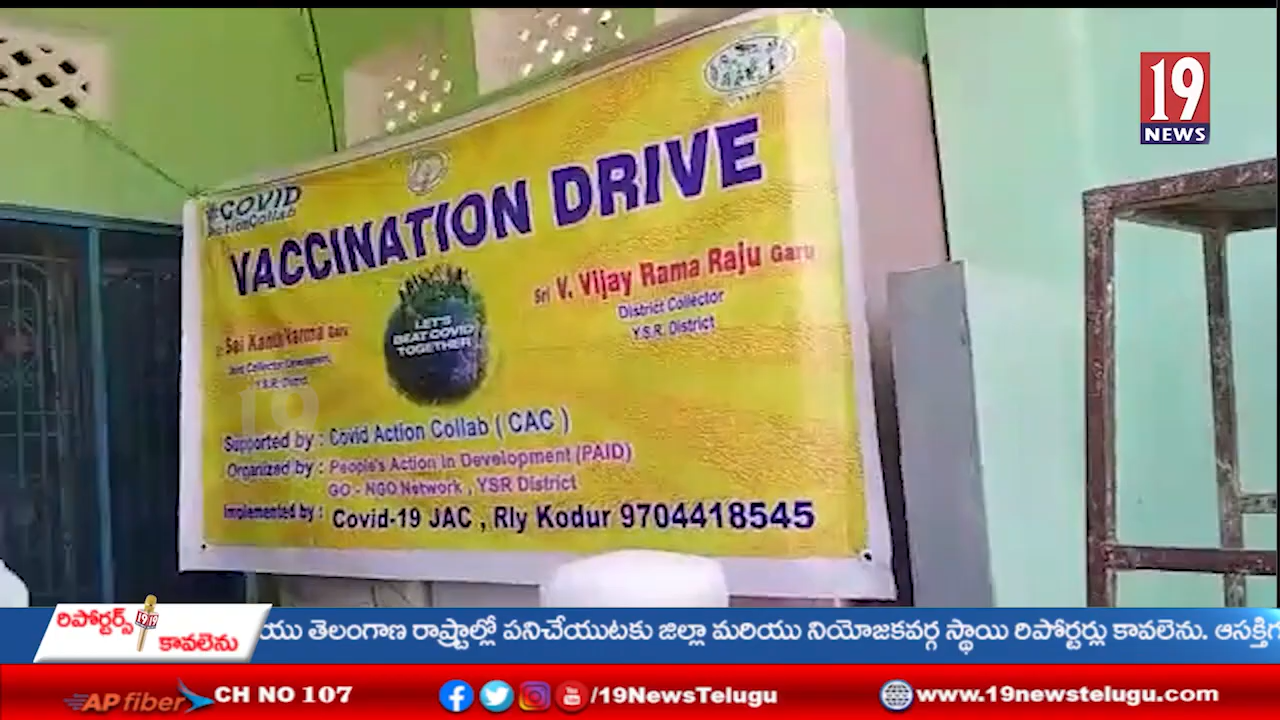 19
NEWS
COVID
ActionCollab
VACCINATION DRIVE
Sri V. Vijay Rama Raju Garu
District Collector
Y.S.R. District
LET'S
BEAT COVID
TOGETHER
Sai Kanth Varma Garu
Joint Collector Development,
Y.S.R. District
Supported by : Covid Action Collab ( CAC )
Organized by : People's Action In Development (PAID)
GO - NGO Network , YSR District
Implemented by : Covid-19 JAC , Rly Kodur 9704418545
19
రిపోర్టర్స్
19 19
కావలెను
యు తెలంగాణ రాష్ట్రాల్లో పనిచేయుటకు జిల్లా మరియు నియోజకవర్గ స్థాయి రిపోర్టర్లు కావలెను. ఆసక్తిగ
AP fiber CH NO 107 /19NewsTelugu www.19newstelugu.com